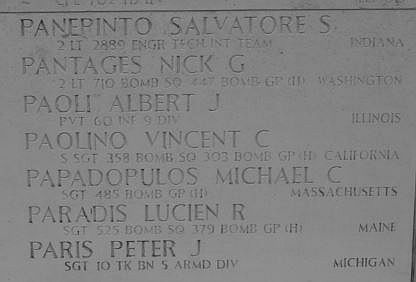 PANEPINTO SALVATORE S
2 LT 2889 ENGR TECH INT TEAM INDIANA
PANTAGES NICK G
2 LT 710 BOMB SQ 447 BOMB GP (H) WASHINGTON
PAOLI ALBERT J
PVT 60 INF 9 DIV ILLINOIS
PAOLINO VINCENT C
S SGT 358 BOMB SQ 303 BOMB GP (H) CALIFORNIA
PAPADOPULOS MICHAEL C
SGT 485 BOMB GP (H) MASSACHUSETTS
PARADIS LUCIEN R
SGT 525 BOMB SQ 379 BOMB GP (H) MAINE
PARIS PETER J
SGT 10 TK BN 5 ARMD DIV MICHIGAN